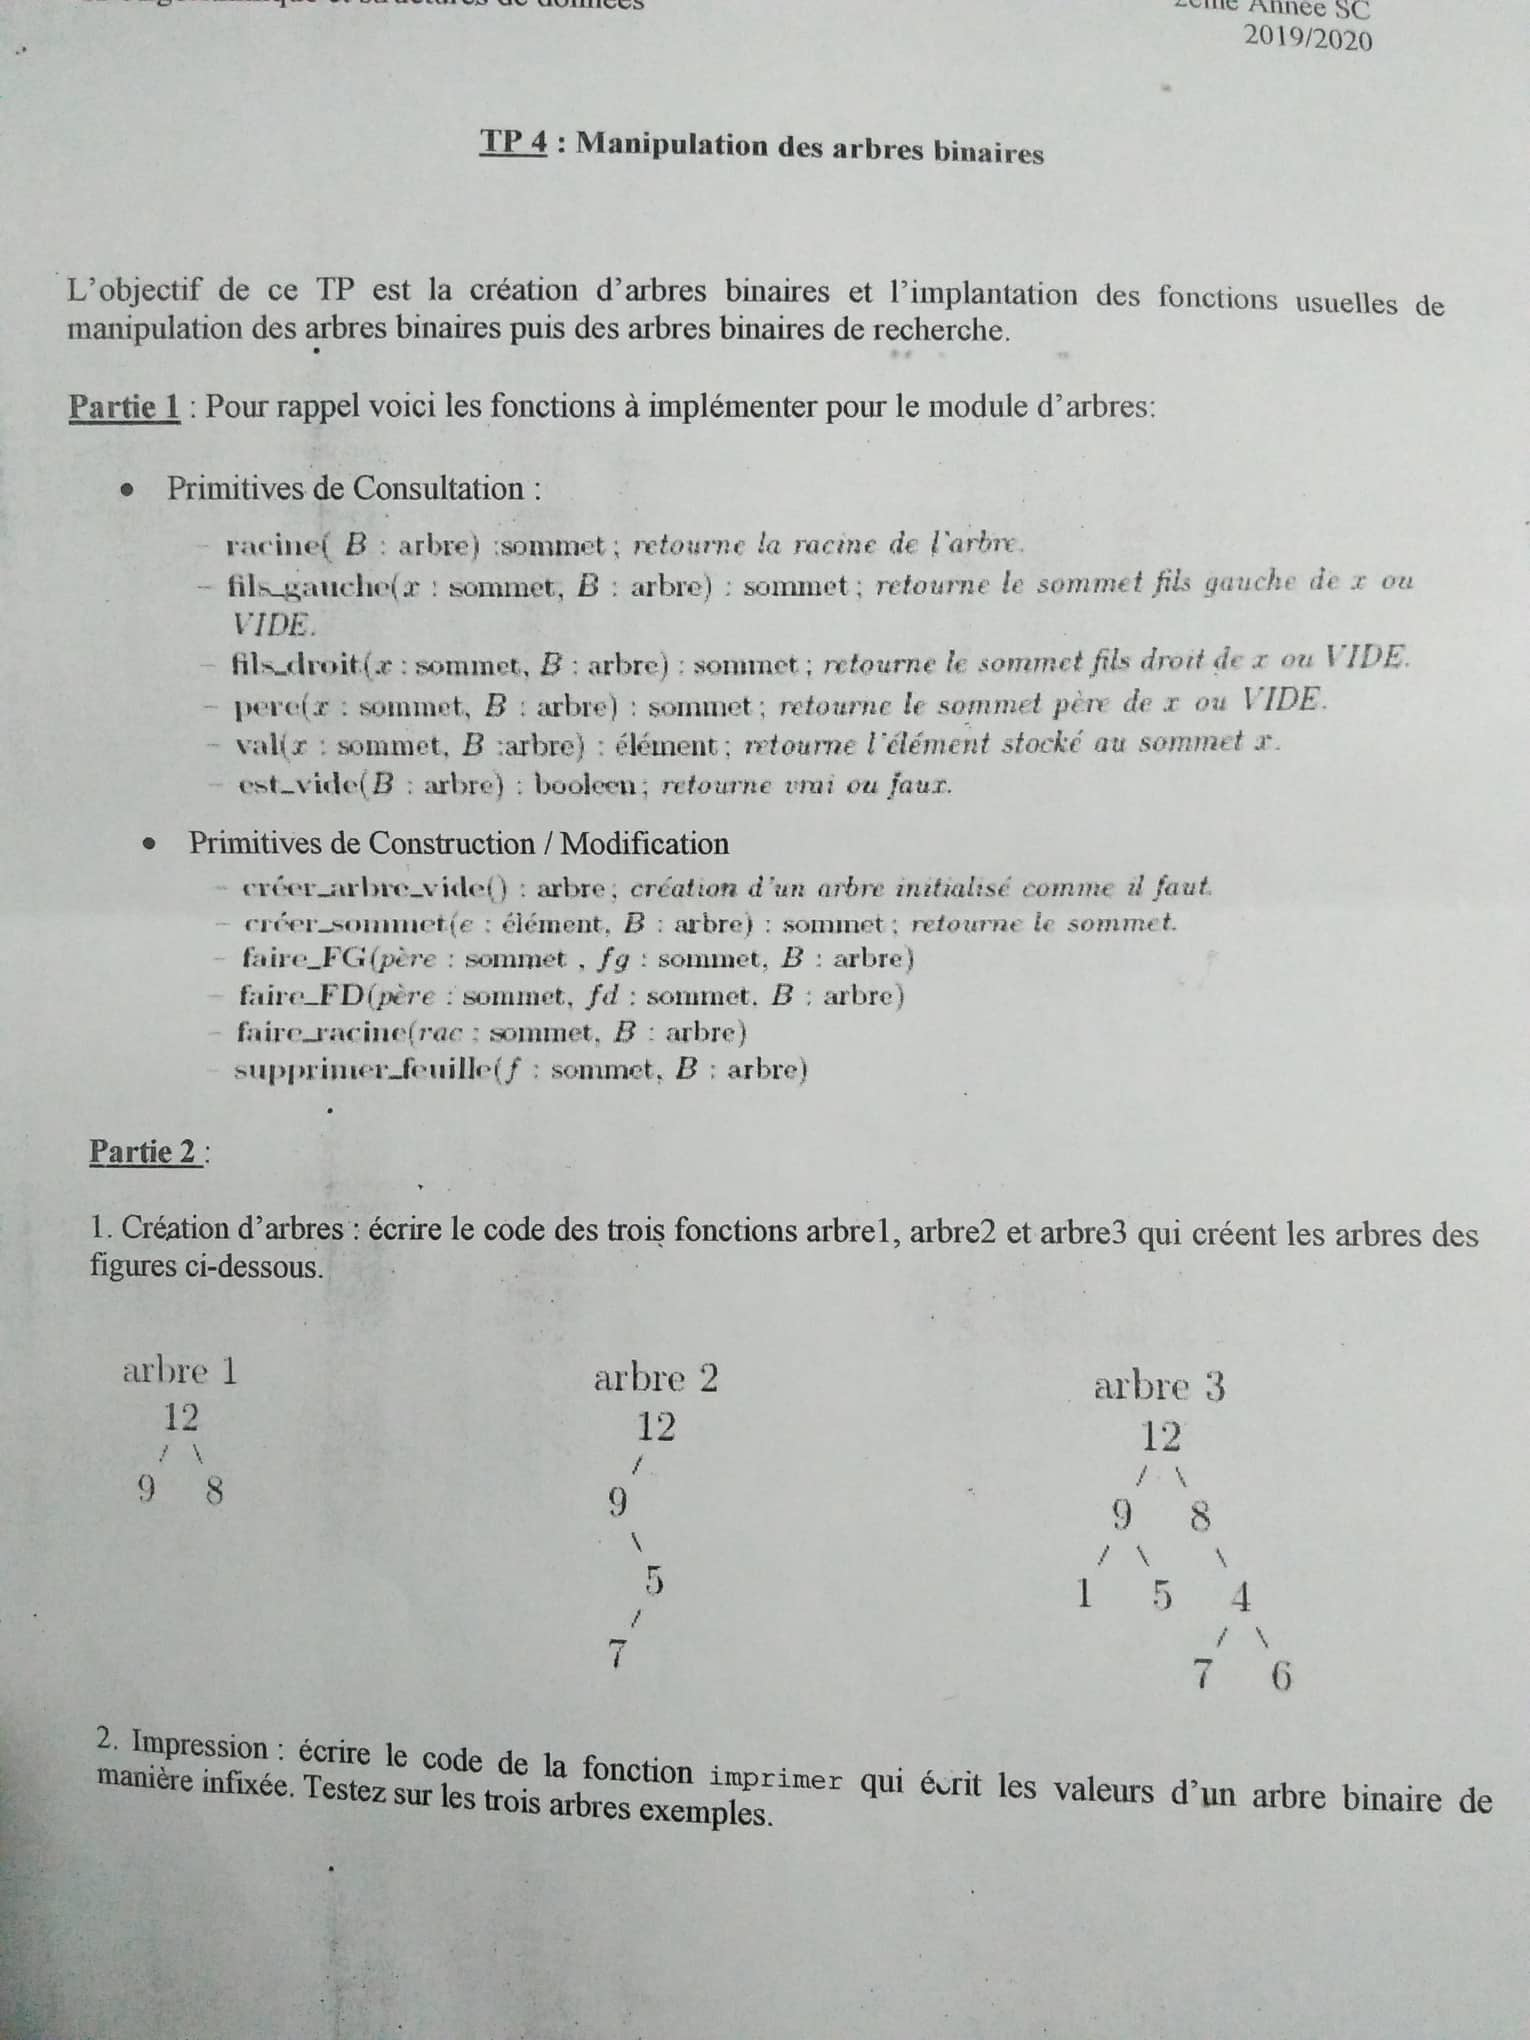 de données
2ème Année SC
2019/2020
TP 4 : Manipulation des arbres binaires
L'objectif de ce TP est la création d'arbres binaires et l'implantation des fonctions usuelles de
manipulation des arbres binaires puis des arbres binaires de recherche.
Partie 1 : Pour rappel voici les fonctions à implémenter pour le module d'arbres:
• Primitives de Consultation :
– racine( B : arbre) :sommet ; retourne la racine de l'arbre.
– fils_gauche(x : sommet, B : arbre) : sommet ; retourne le sommet fils gauche de x ou
VIDE.
– fils_droit(x : sommet, B : arbre) : sommet ; retourne le sommet fils droit de x ou VIDE.
– pere(x : sommet, B : arbre) : sommet ; retourne le sommet père de x ou VIDE.
– val(x : sommet, B :arbre) : élément ; retourne l'élément stocké au sommet x.
– est_vide(B : arbre) : booleen ; retourne vrai ou faux.
• Primitives de Construction / Modification
– créer_arbre_vide() : arbre ; création d'un arbre initialisé comme il faut.
– créer_sommet(e : élément, B : arbre) : sommet ; retourne le sommet.
– faire_FG(père : sommet , fg : sommet, B : arbre)
– faire_FD(père : sommet, fd : sommet, B : arbre)
– faire_racine(rac : sommet, B : arbre)
– supprimer_feuille(f : sommet, B : arbre)
Partie 2 :
1. Création d'arbres : écrire le code des trois fonctions arbre1, arbre2 et arbre3 qui créent les arbres des
figures ci-dessous.
arbre 1
12
/ \
9 8
arbre 2
12
/
9
\
5
/
7
arbre 3
12
/ \
9 8
/ \ \
1 5 4
/ \
7 6
2. Impression : écrire le code de la fonction imprimer qui écrit les valeurs d'un arbre binaire de
manière infixée. Testez sur les trois arbres exemples.